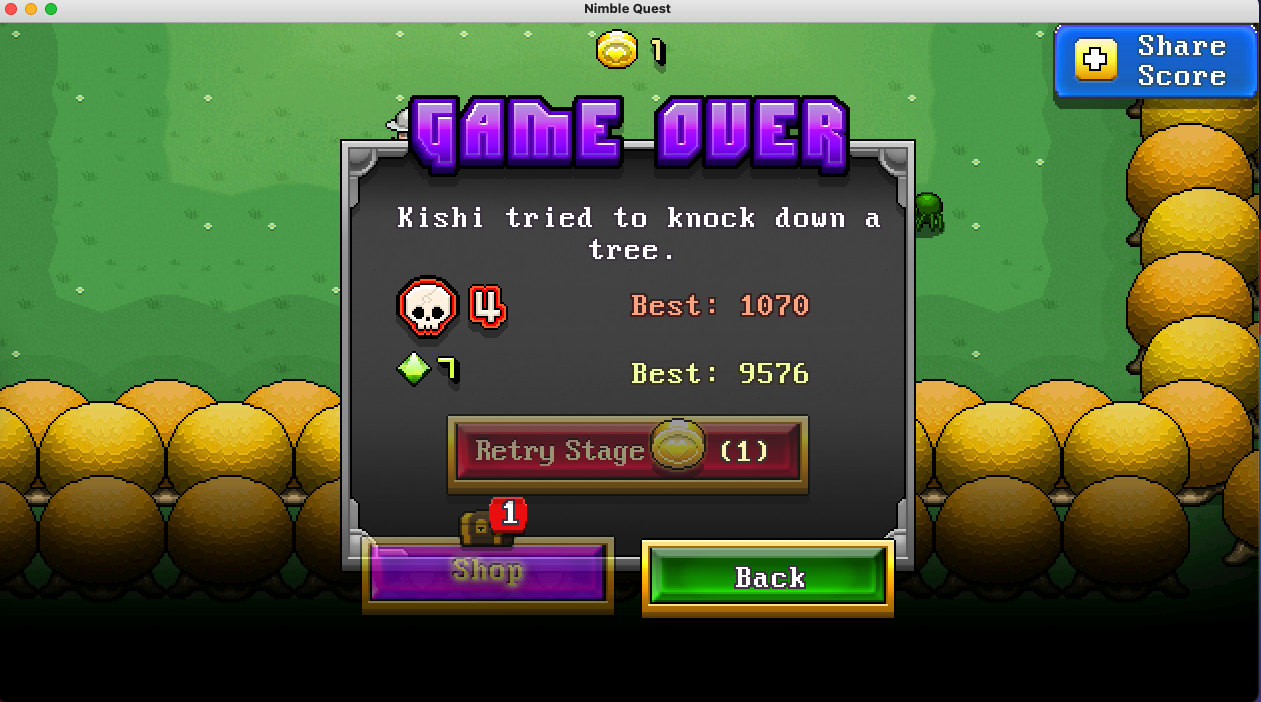 Nimble Quest
1
Share
Score
GAME OVER
Kishi tried to knock down a
tree.
4 Best: 1070
7 Best: 9576
Retry Stage (1)
1
Shop
Back